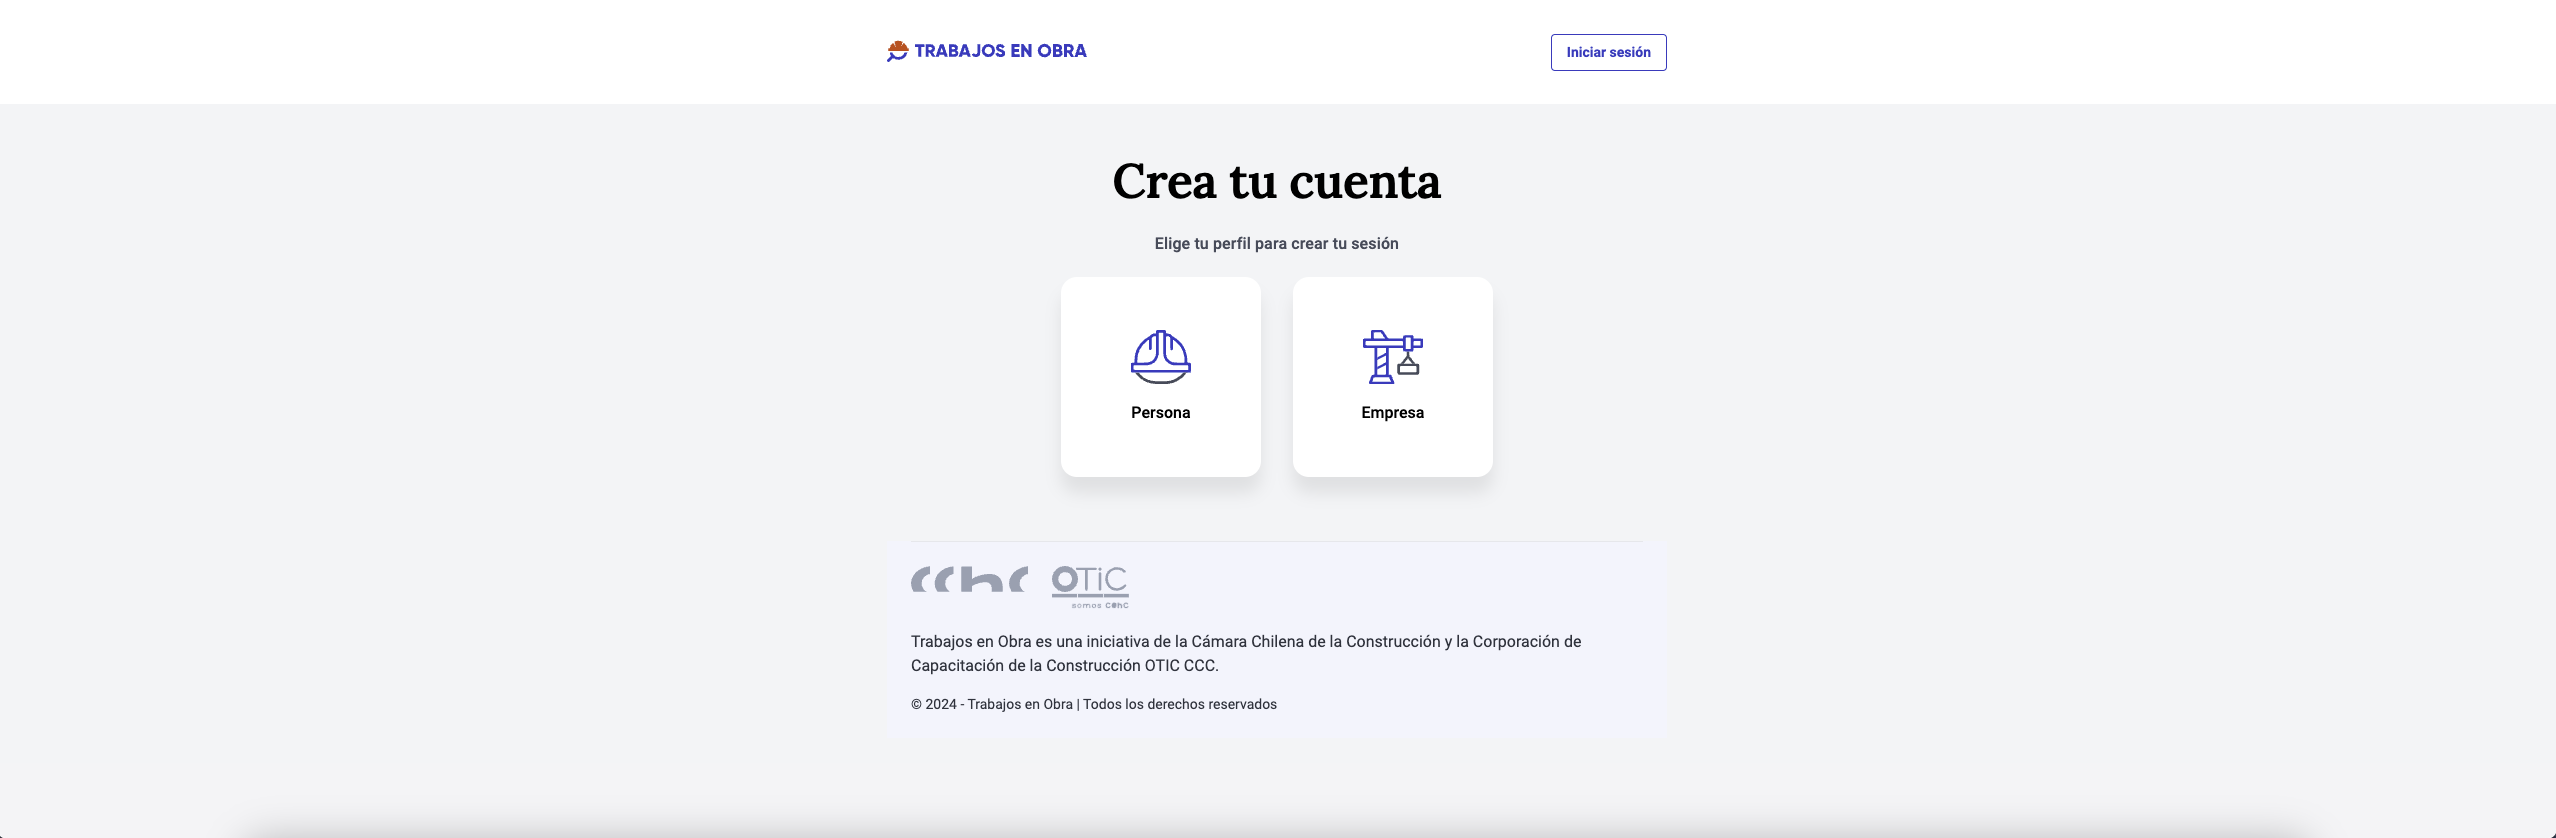 TRABAJOS EN OBRA
Iniciar sesión
Crea tu cuenta
Elige tu perfil para crear tu sesión
Persona
Empresa
cchc
OTiC
somos CChC
Trabajos en Obra es una iniciativa de la Cámara Chilena de la Construcción y la Corporación de
Capacitación de la Construcción OTIC CCC.
© 2024 - Trabajos en Obra | Todos los derechos reservados